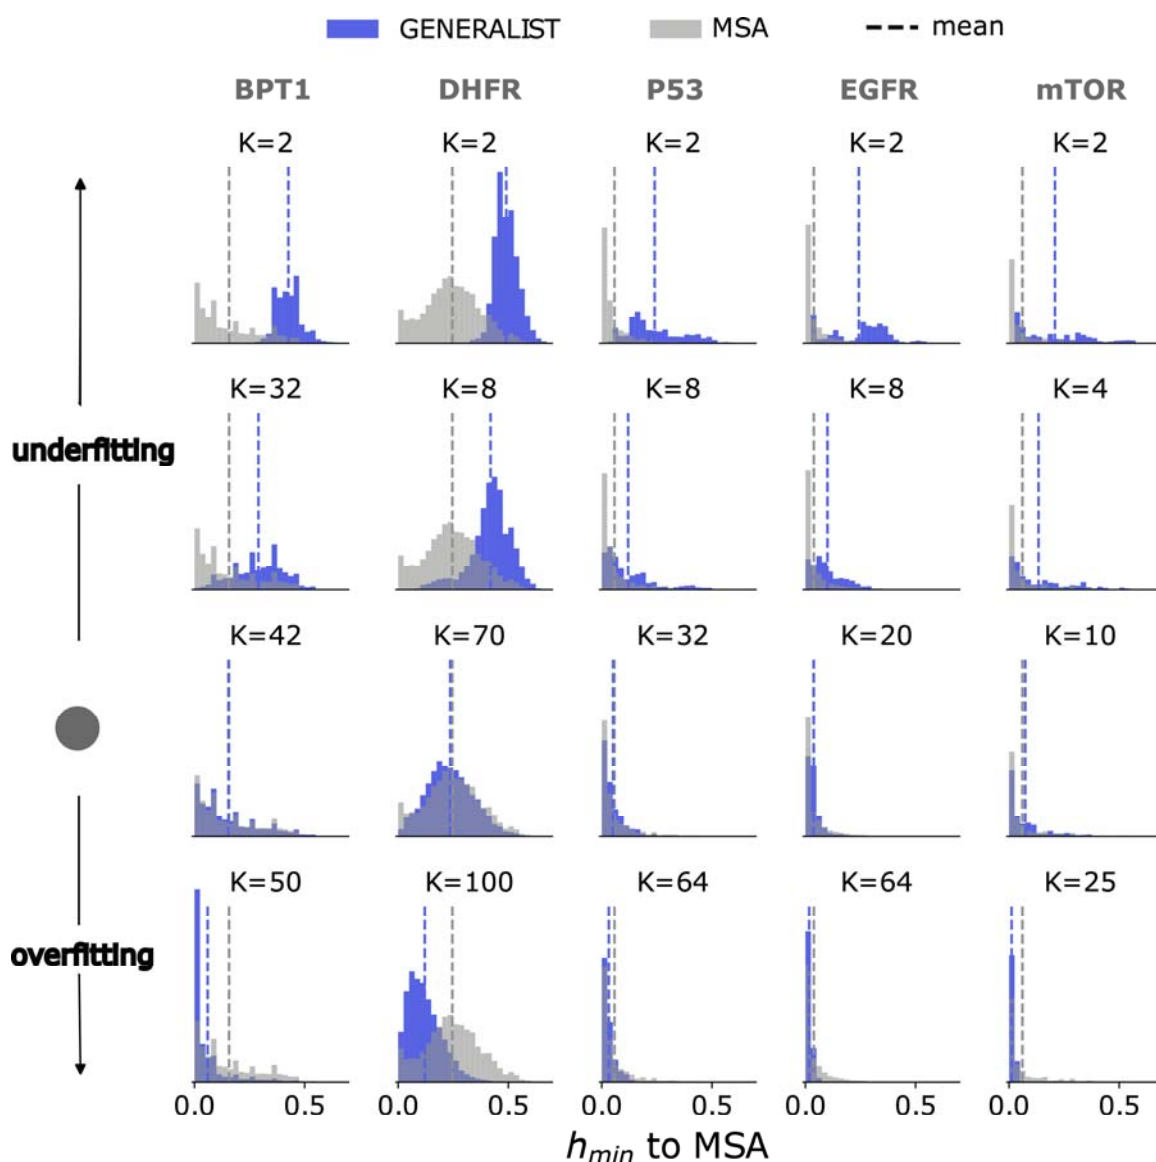 GENERALIST MSA mean
BPT1 DHFR P53 EGFR mTOR
K=2 K=2 K=2 K=2 K=2
K=32 K=8 K=8 K=8 K=4
underfitting
K=42 K=70 K=32 K=20 K=10
K=50 K=100 K=64 K=64 K=25
overfitting
0.0 0.5 0.0 0.5 0.0 0.5 0.0 0.5 0.0 0.5
h_min to MSA